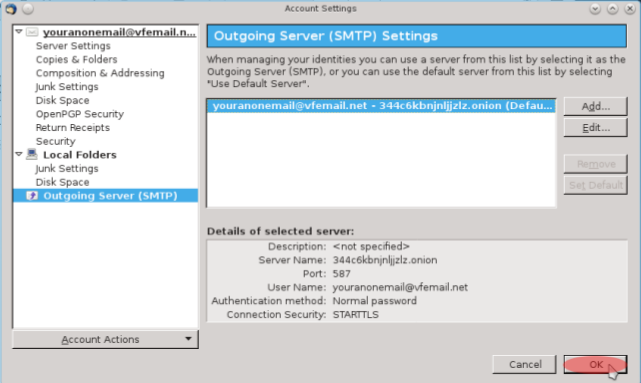 Account Settings
youranonemail@vfemail.n...
Server Settings
Copies & Folders
Composition & Addressing
Junk Settings
Disk Space
OpenPGP Security
Return Receipts
Security
Local Folders
Junk Settings
Disk Space
Outgoing Server (SMTP)
Account Actions
Outgoing Server (SMTP) Settings
When managing your identities you can use a server from this list by selecting it as the
Outgoing Server (SMTP), or you can use the default server from this list by selecting
"Use Default Server".
youranonemail@vfemail.net - 344c6kbnjnljjzlz.onion (Defau...
Add...
Edit...
Remove
Set Default
Details of selected server:
Description: <not specified>
Server Name: 344c6kbnjnljjzlz.onion
Port: 587
User Name: youranonemail@vfemail.net
Authentication method: Normal password
Connection Security: STARTTLS
Cancel
OK